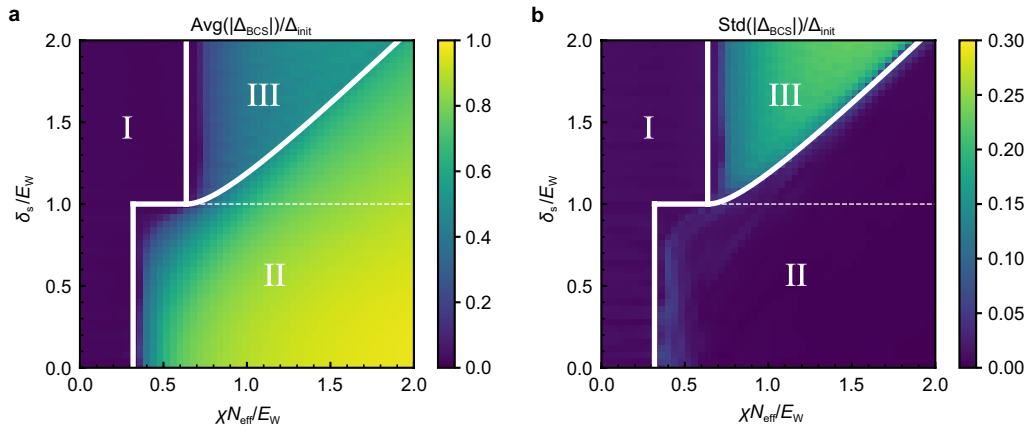 a
Avg(|Δ_BCS|)/Δ_init
2.0
1.5
1.0
0.5
0.0
δ_s/E_W
I
III
II
0.0 0.5 1.0 1.5 2.0
χN_eff/E_W
1.0
0.8
0.6
0.4
0.2
0.0
b
Std(|Δ_BCS|)/Δ_init
2.0
1.5
1.0
0.5
0.0
δ_s/E_W
I
III
II
0.0 0.5 1.0 1.5 2.0
χN_eff/E_W
0.30
0.25
0.20
0.15
0.10
0.05
0.00